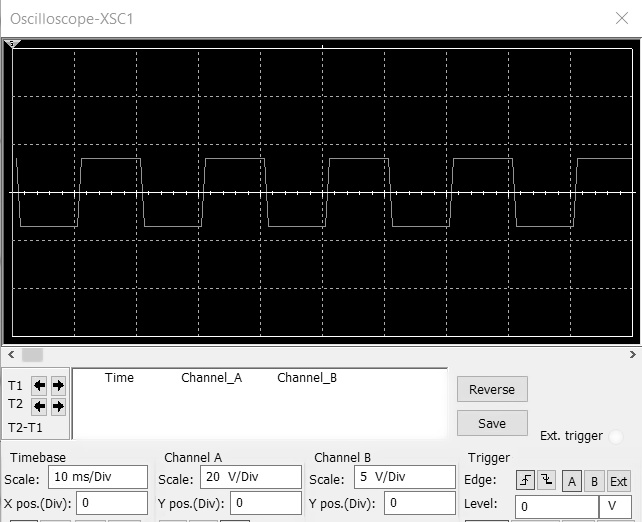 Oscilloscope-XSC1
T1
T2
T2-T1
Time Channel_A Channel_B
Reverse
Save
Ext. trigger
Timebase
Scale: 10 ms/Div
X pos.(Div): 0
Channel A
Scale: 20 V/Div
Y pos.(Div): 0
Channel B
Scale: 5 V/Div
Y pos.(Div): 0
Trigger
Edge: A B Ext
Level: 0 V